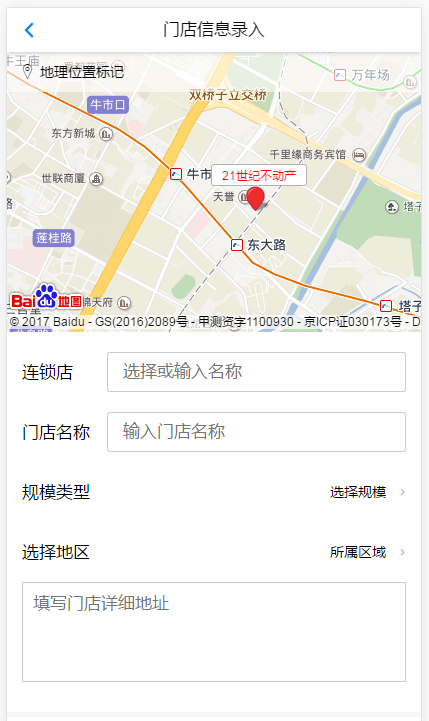 门店信息录入
牛王庙
地理位置标记
万年场
牛市口
双桥子立交桥
东方新城
千里缘商务宾馆
世联商厦
牛市
21世纪不动产
天誉
塔子
莲桂路
东大路
Bai du 地图
锦天府
塔子
© 2017 Baidu - GS(2016)2089号 - 甲测资字1100930 - 京ICP证030173号 - D
连锁店
选择或输入名称
门店名称
输入门店名称
规模类型
选择规模
选择地区
所属区域
填写门店详细地址